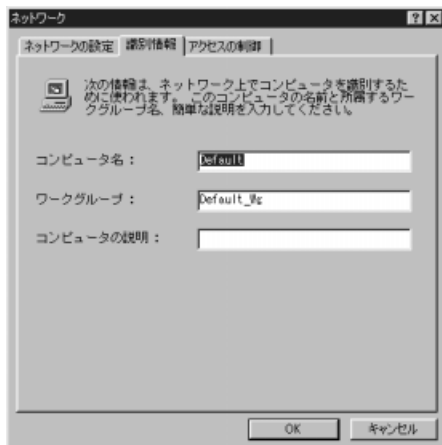 ネットワーク
ネットワークの設定 識別情報 アクセスの制御
次の情報は、ネットワーク上でコンピュータを識別するた
めに使われます。 このコンピュータの名前と所属するワー
クグループ名、簡単な説明を入力してください。
コンピュータ名： Default
ワークグループ： Default_Wg
コンピュータの説明：
OK キャンセル